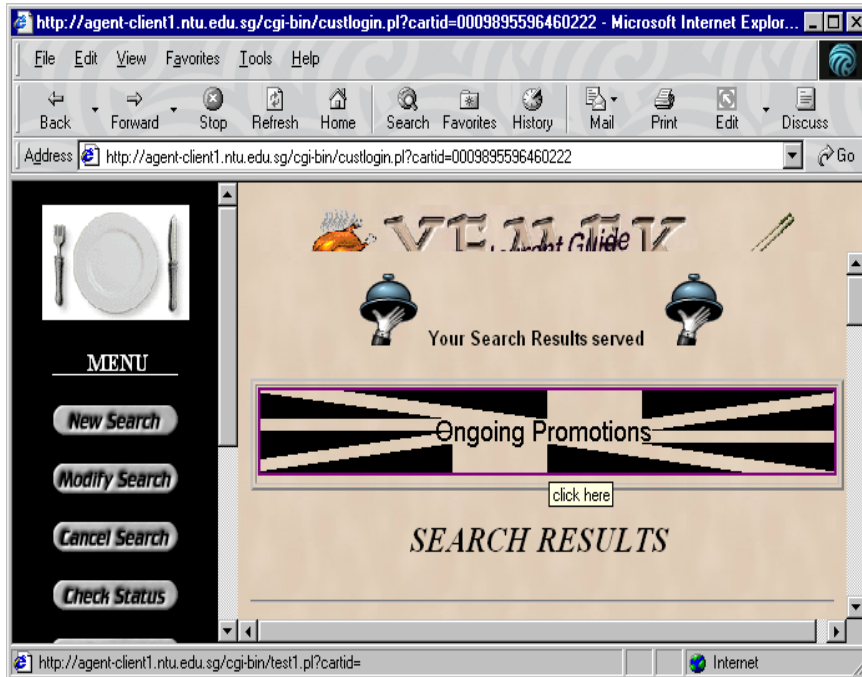 http://agent-client1.ntu.edu.sg/cgi-bin/custlogin.pl?cartid=0009895596460222 - Microsoft Internet Explor...
File Edit View Favorites Tools Help
Back Forward Stop Refresh Home Search Favorites History Mail Print Edit Discuss
Address http://agent-client1.ntu.edu.sg/cgi-bin/custlogin.pl?cartid=0009895596460222 Go
Guide
Your Search Results served
MENU
New Search
Ongoing Promotions
Modify Search
click here
Cancel Search
SEARCH RESULTS
Check Status
http://agent-client1.ntu.edu.sg/cgi-bin/test1.pl?cartid= Internet